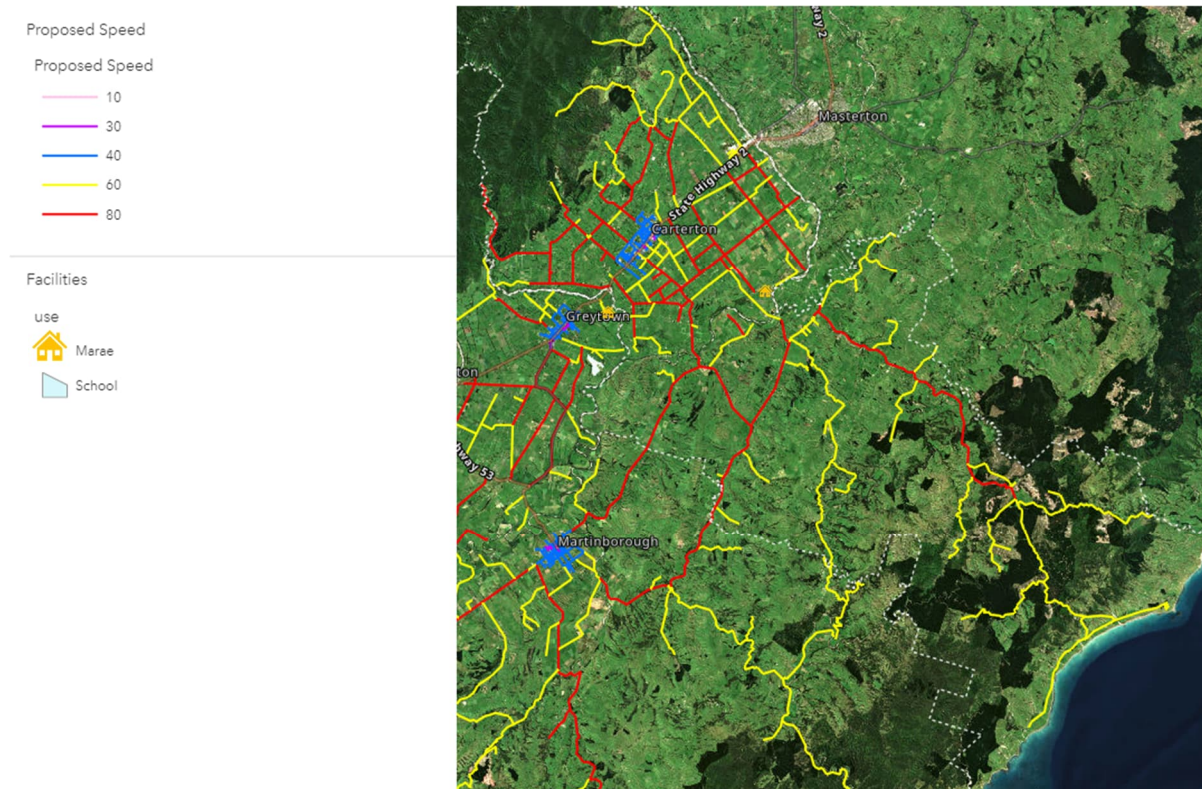 Proposed Speed
Proposed Speed
10
30
40
60
80
Facilities
use
Marae
School
way 2
Masterton
State Highway 2
Carterton
Greytown
ton
hway 53
Martinborough